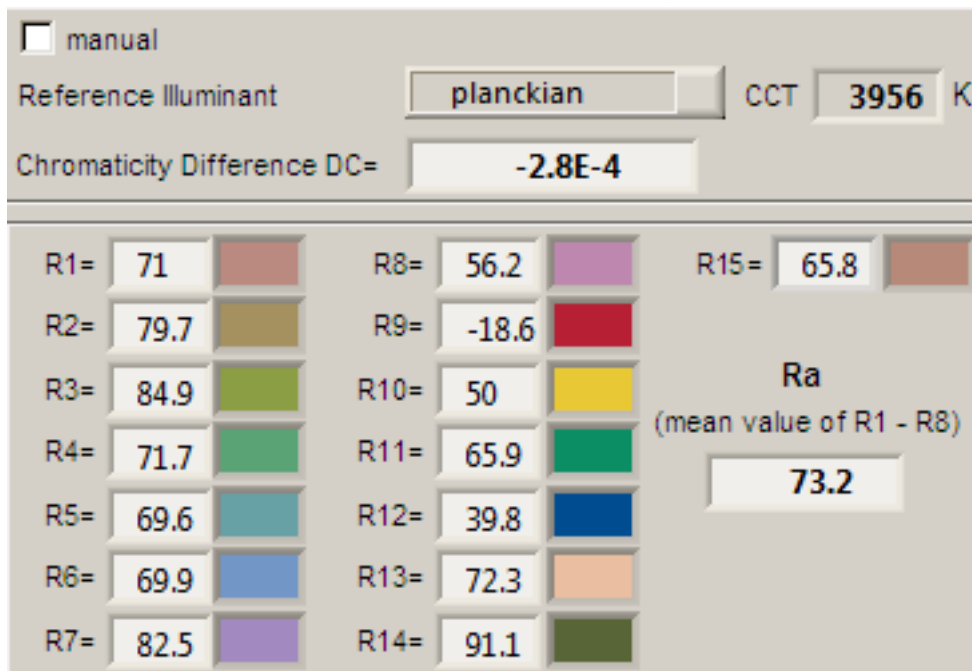 manual
Reference Illuminant planckian CCT 3956 K
Chromaticity Difference DC= -2.8E-4
R1= 71 R8= 56.2 R15= 65.8
R2= 79.7 R9= -18.6
R3= 84.9 R10= 50 Ra
R4= 71.7 R11= 65.9 (mean value of R1 - R8)
R5= 69.6 R12= 39.8 73.2
R6= 69.9 R13= 72.3
R7= 82.5 R14= 91.1